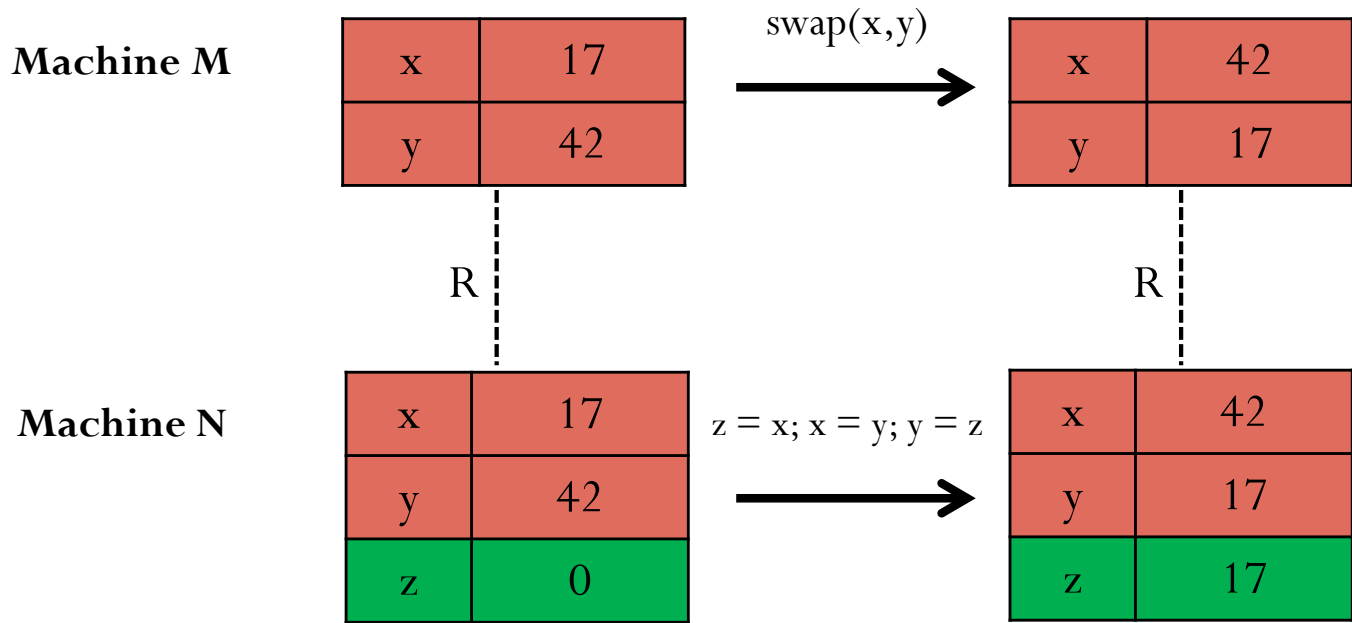 Machine M
x 17
y 42
swap(x,y)
x 42
y 17
R
R
Machine N
x 17
y 42
z 0
z = x; x = y; y = z
x 42
y 17
z 17